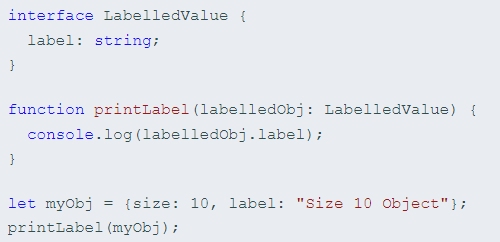 interface LabelledValue {
  label: string;
}

function printLabel(labelledObj: LabelledValue) {
  console.log(labelledObj.label);
}

let myObj = {size: 10, label: "Size 10 Object"};
printLabel(myObj);